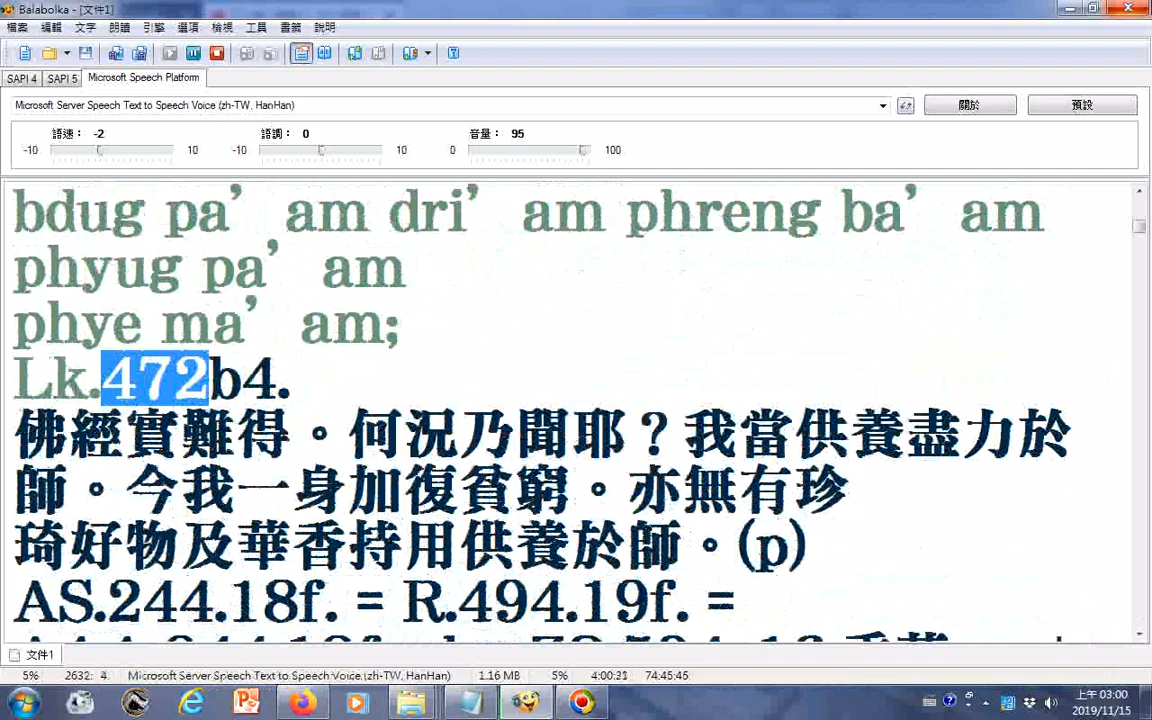 Balabolka - [文件1]
檔案 編輯 文字 朗讀 引擎 選項 檢視 工具 書籤 說明
SAPI 4 SAPI 5 Microsoft Speech Platform
Microsoft Server Speech Text to Speech Voice (zh-TW, HanHan) 關於 預設
語速： -2 語調： 0 音量： 95
-10 10 -10 10 0 100
bdug pa’ am dri’ am phreng ba’ am
phyug pa’ am
phye ma’ am;
Lk.472b4.
佛經實難得。何況乃聞耶？我當供養盡力於
師。今我一身加復貧窮。亦無有珍
琦好物及華香持用供養於師。(p)
AS.244.18f. = R.494.19f. =
文件1
5% 2632: 4. Microsoft Server Speech Text to Speech Voice (zh-TW, HanHan) 1.16 MB 5% 4:00:31 74:45:45
上午 03:00
2019/11/15